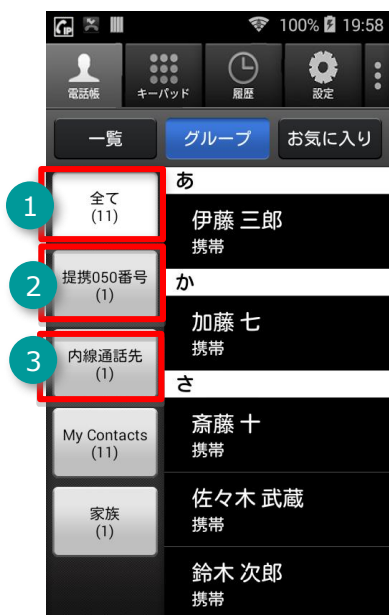 100% 19:58
電話帳 キーパッド 履歴 設定
一覧 グループ お気に入り
1
全て
(11)
2
提携050番号
(1)
3
内線通話先
(1)
My Contacts
(11)
家族
(1)
あ
伊藤 三郎
携帯
か
加藤 七
携帯
さ
斎藤 十
携帯
佐々木 武蔵
携帯
鈴木 次郎
携帯